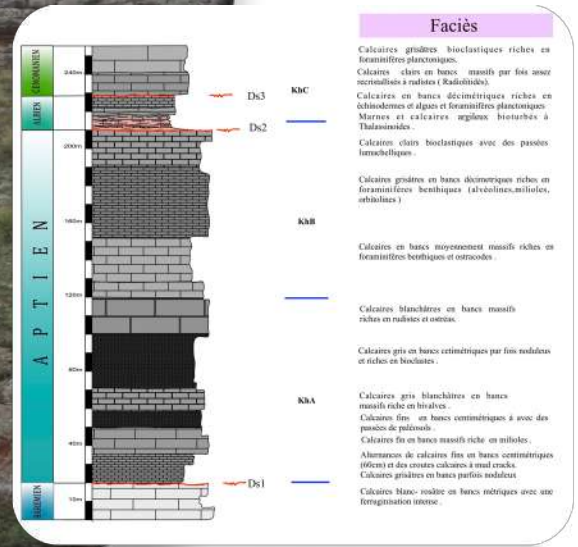 Faciès
CENOMANIEN
ALBIEN
A P T I E N
BAREMIEN
240m
200m
160m
120m
80m
40m
10m
Ds3
Ds2
Ds1
KhC
KhB
KhA
Calcaires grisâtres bioclastiques riches en
foraminifères planctoniques.
Calcaires clairs en bancs massifs par fois assez
recristallisés à rudistes ( Radiolitidés).
Calcaires en bancs décimétriques riches en
échinodermes et algues et foraminifères planctoniques
Marnes et calcaires argileux bioturbés à
Thalassinoides .
Calcaires clairs bioclastiques avec des passées
lumachelliques .
Calcaires grisâtres en bancs décimetriques riches en
foraminifères benthiques (alvéolines,milioles,
orbitolines )
Calcaires en bancs moyennement massifs riches en
foraminifères benthiques et ostracodes .
Calcaires blanchâtres en bancs massifs
riches en rudistes et ostréas.
Calcaires gris en bancs cetimétriques par fois noduleux
et riches en bioclastes .
Calcaires gris blanchâtres en bancs
massifs riche en bivalves .
Calcaires fins en bancs centimétriques à avec des
passées de paléosols .
Calcaires fin en bancs massifs riche en milioles .
Alternances de calcaires fins en bancs centimétriques
(60cm) et des croutes calcaires à mud cracks.
Calcaires grisâtres en bancs parfois noduleux
Calcaires blanc- rosâtre en bancs métriques avec une
ferruginisation intense .